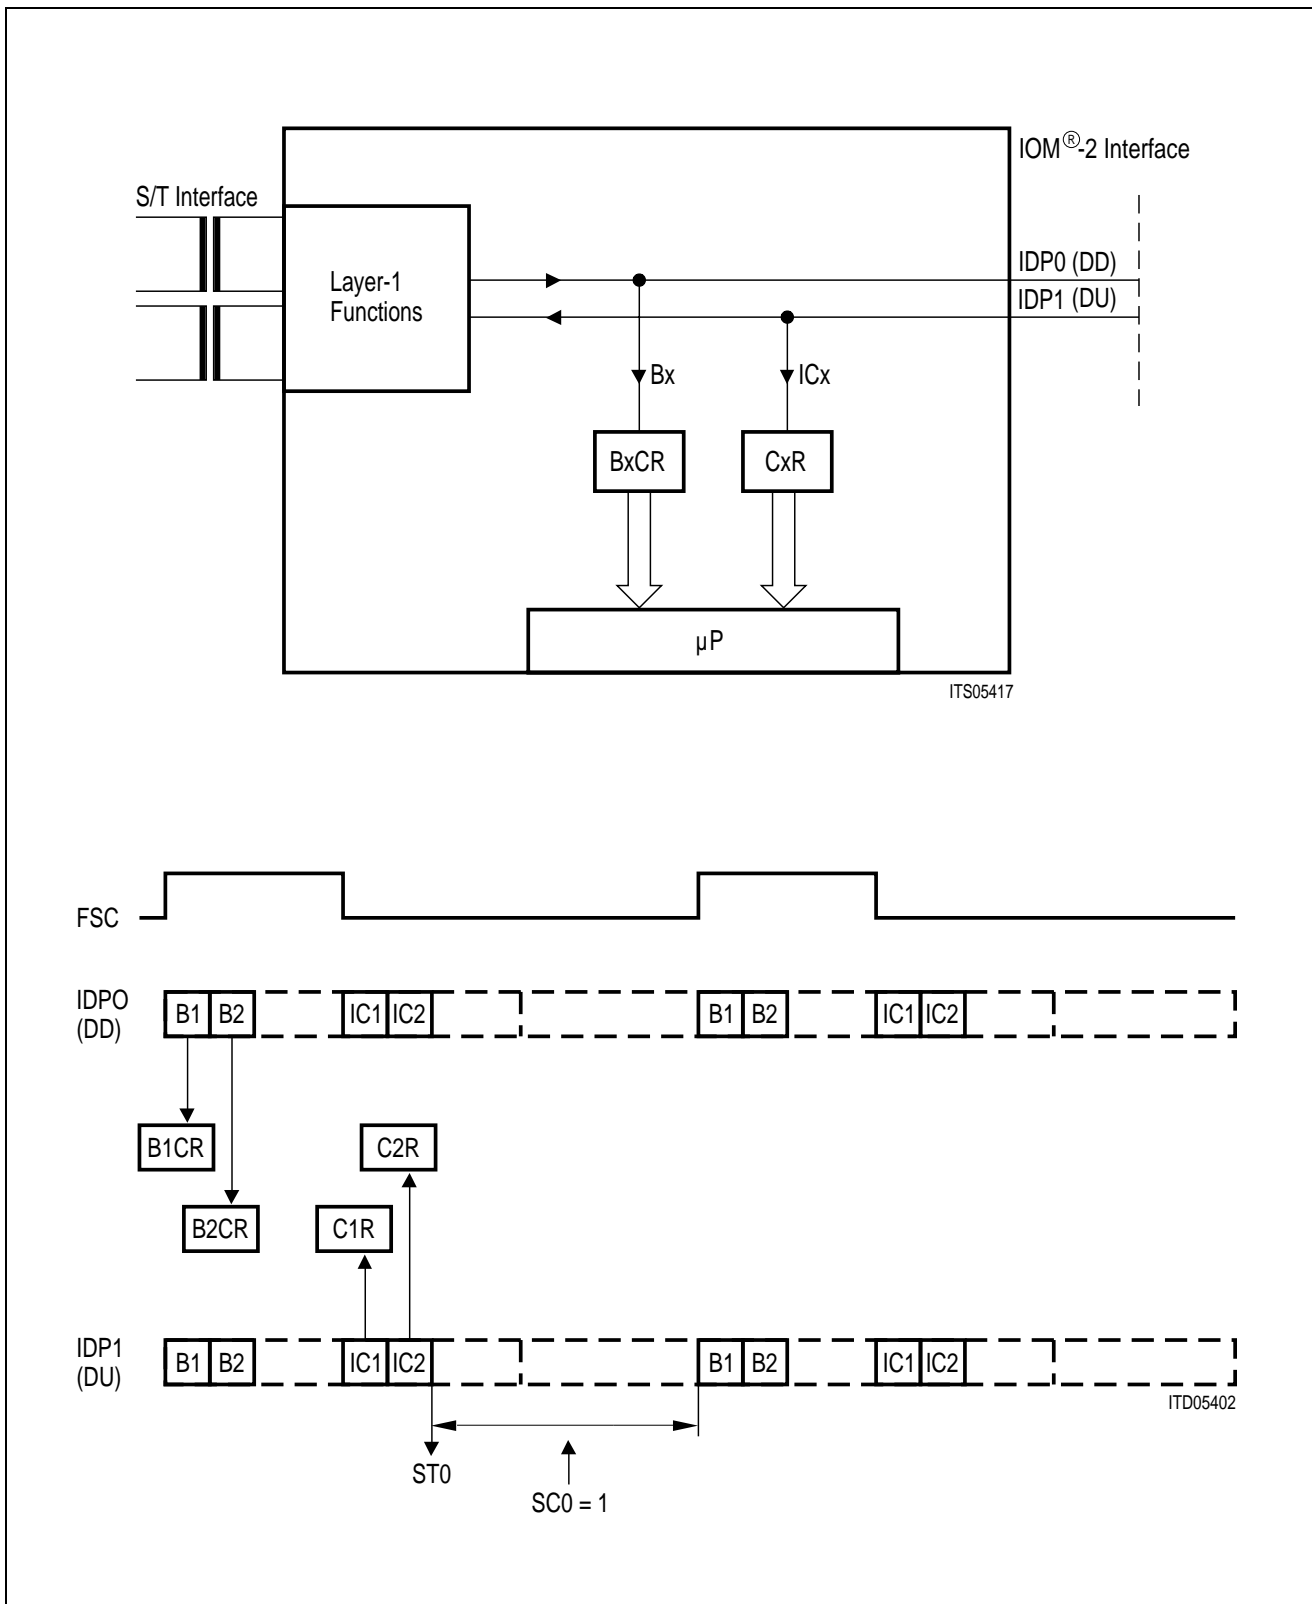 IOM®-2 Interface
S/T Interface
IDP0 (DD)
Layer-1
Functions
IDP1 (DU)
Bx
ICx
BxCR
CxR
µP
ITS05417
FSC
IDPO
(DD)
B1 B2 IC1 IC2 B1 B2 IC1 IC2
B1CR
C2R
B2CR
C1R
IDP1
(DU)
B1 B2 IC1 IC2 B1 B2 IC1 IC2
ITD05402
ST0
SC0 = 1